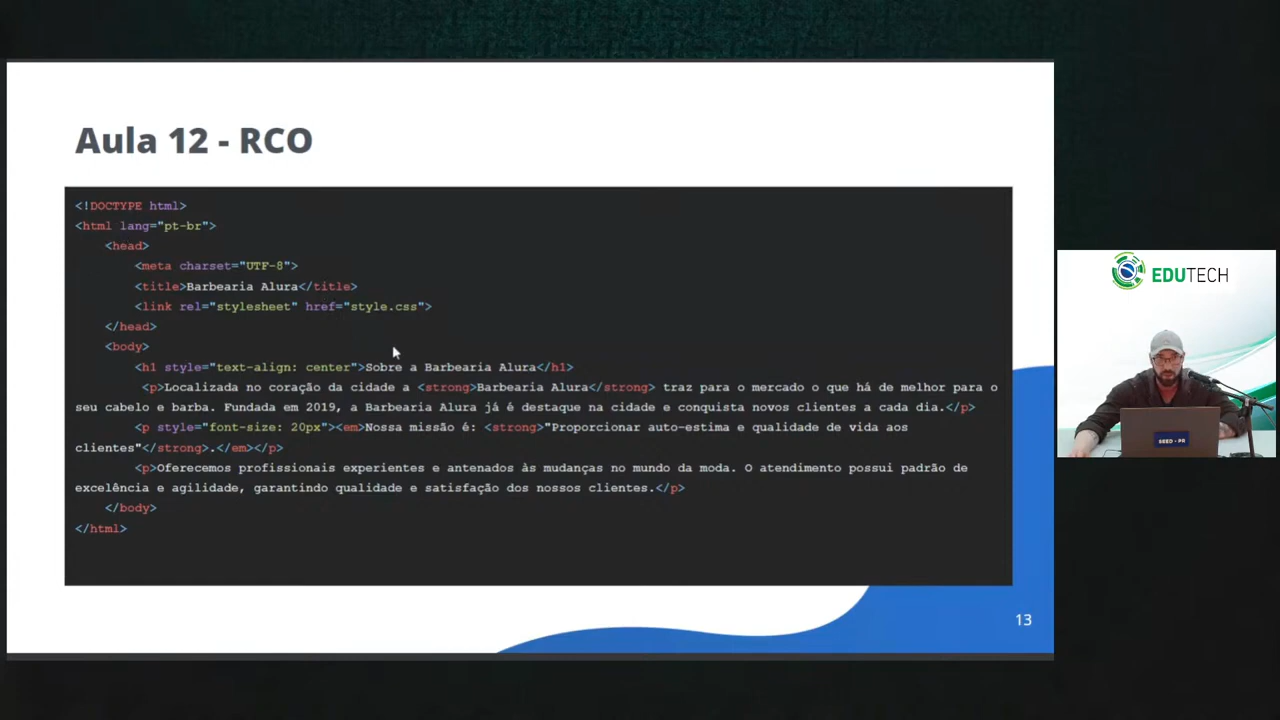 Aula 12 - RCO
<!DOCTYPE html>
<html lang="pt-br">
<head>
<meta charset="UTF-8">
<title>Barbearia Alura</title>
<link rel="stylesheet" href="style.css">
</head>
<body>
<h1 style="text-align: center">Sobre a Barbearia Alura</h1>
<p>Localizada no coração da cidade a <strong>Barbearia Alura</strong> traz para o mercado o que há de melhor para o
seu cabelo e barba. Fundada em 2019, a Barbearia Alura já é destaque na cidade e conquista novos clientes a cada dia.</p>
<p style="font-size: 20px"><em>Nossa missão é: <strong>"Proporcionar auto-estima e qualidade de vida aos
clientes"</strong>.</em></p>
<p>Oferecemos profissionais experientes e antenados às mudanças no mundo da moda. O atendimento possui padrão de
excelência e agilidade, garantindo qualidade e satisfação dos nossos clientes.</p>
</body>
</html>
13
EDUTECH
SEED - PR